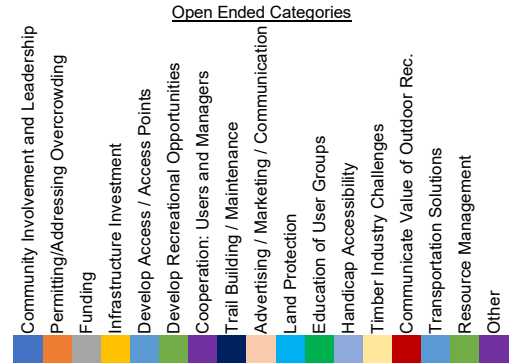 Open Ended Categories
Community Involvement and Leadership
Permitting/Addressing Overcrowding
Funding
Infrastructure Investment
Develop Access / Access Points
Develop Recreational Opportunities
Cooperation: Users and Managers
Trail Building / Maintenance
Advertising / Marketing / Communication
Land Protection
Education of User Groups
Handicap Accessibility
Timber Industry Challenges
Communicate Value of Outdoor Rec.
Transportation Solutions
Resource Management
Other